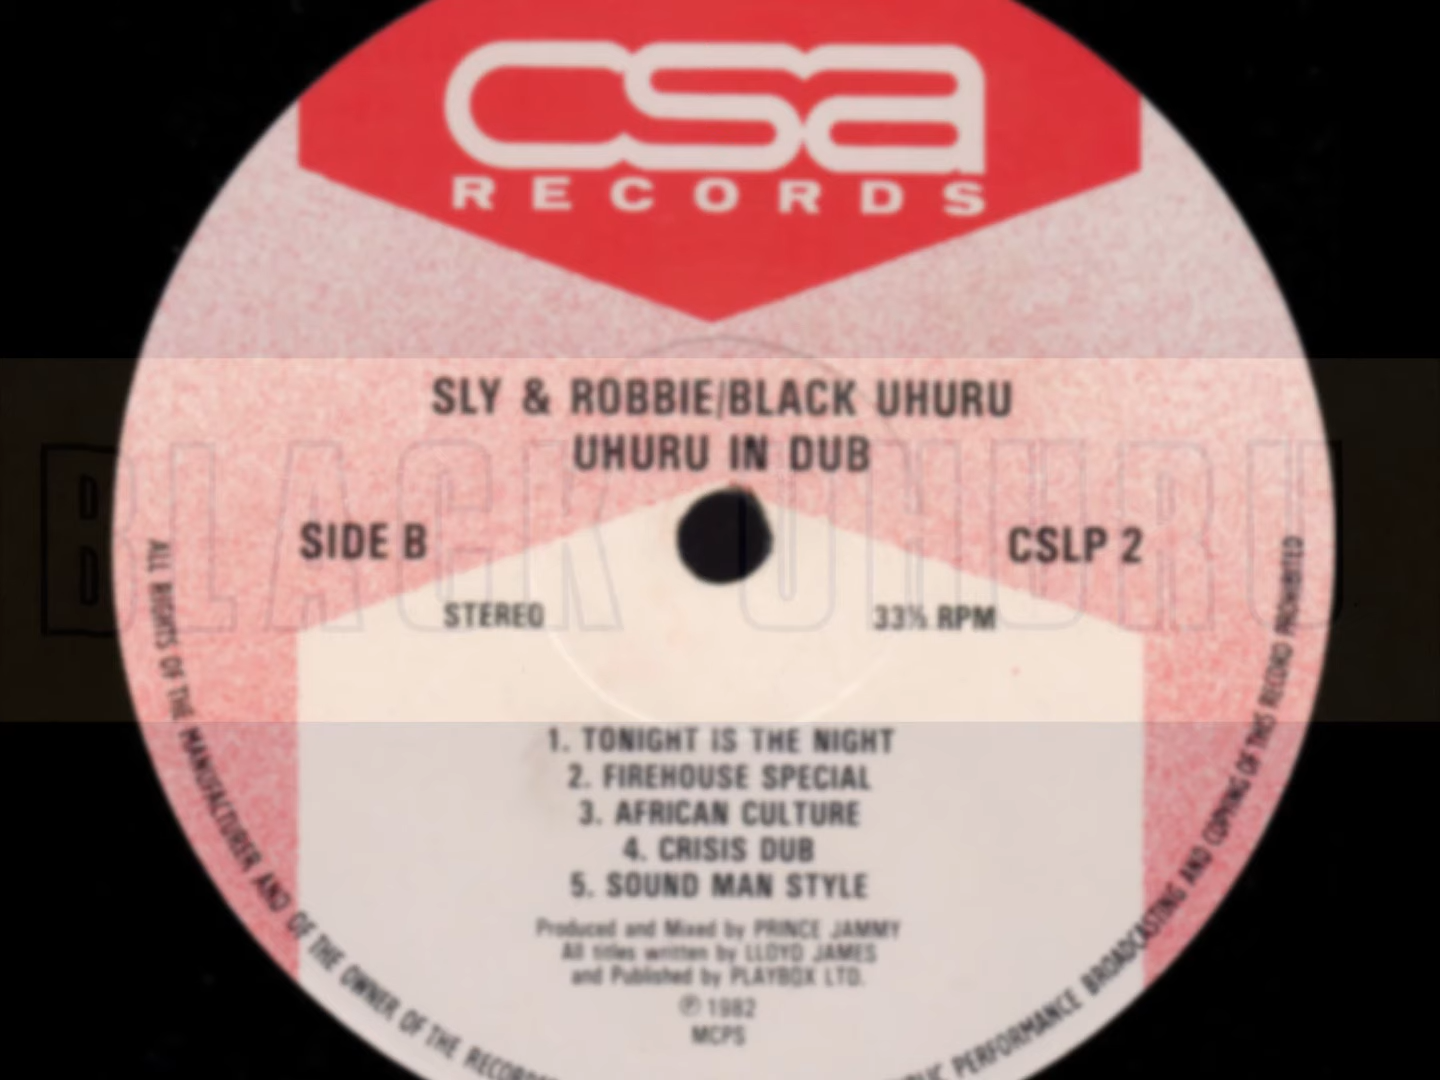 csa
RECORDS
SLY & ROBBIE/BLACK UHURU
UHURU IN DUB
BLACK UHURU
SIDE B
CSLP 2
STEREO
33⅓ RPM
1. TONIGHT IS THE NIGHT
2. FIREHOUSE SPECIAL
3. AFRICAN CULTURE
4. CRISIS DUB
5. SOUND MAN STYLE
Produced and Mixed by PRINCE JAMMY
All titles written by LLOYD JAMES
and Published by PLAYBOX LTD.
℗ 1982
MCPS
ALL RIGHTS OF THE MANUFACTURER AND OF THE OWNER OF THE RECORDED
PERFORMANCE BROADCASTING AND COPYING OF THIS RECORD PROHIBITED